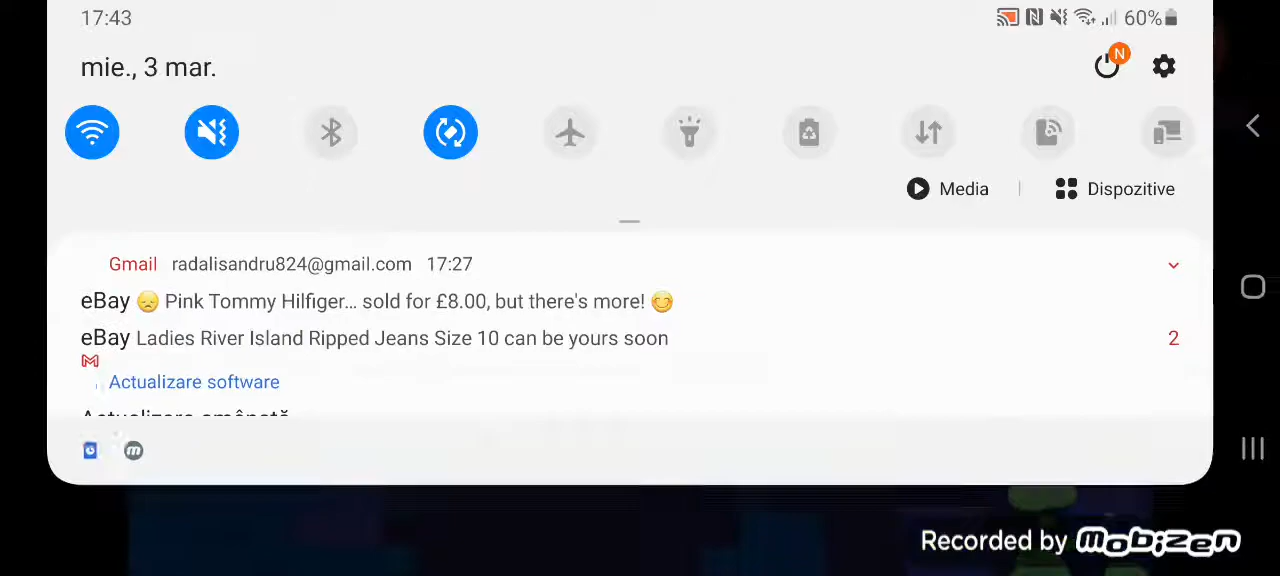 17:43
60%
mie., 3 mar.
N
Media
Dispozitive
Gmail radalisandru824@gmail.com 17:27
eBay 😞 Pink Tommy Hilfiger... sold for £8.00, but there's more! 😊
eBay Ladies River Island Ripped Jeans Size 10 can be yours soon
2
Actualizare software
Actualizare amânată
m
Recorded by mobizen